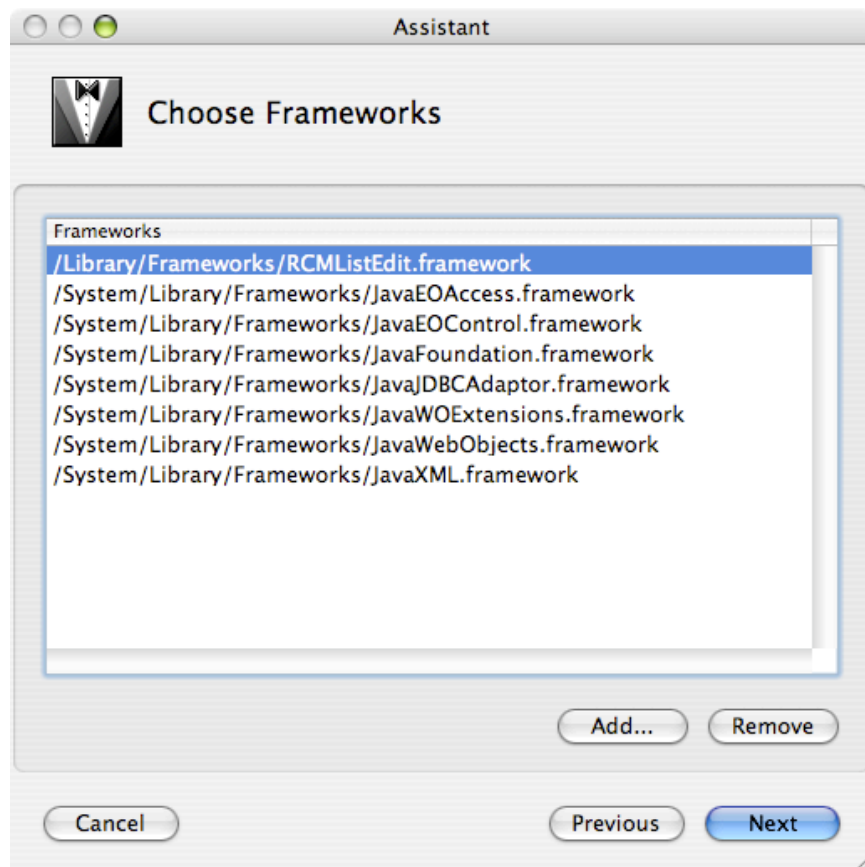 Assistant
Choose Frameworks
Frameworks
/Library/Frameworks/RCMListEdit.framework
/System/Library/Frameworks/JavaEOAccess.framework
/System/Library/Frameworks/JavaEOControl.framework
/System/Library/Frameworks/JavaFoundation.framework
/System/Library/Frameworks/JavaJDBCAdaptor.framework
/System/Library/Frameworks/JavaWOExtensions.framework
/System/Library/Frameworks/JavaWebObjects.framework
/System/Library/Frameworks/JavaXML.framework
Add... Remove
Cancel Previous Next